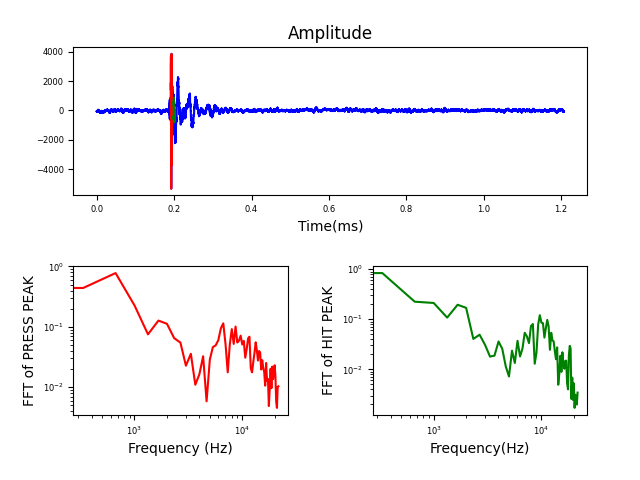 Amplitude
4000
2000
0
−2000
−4000
0.0 0.2 0.4 0.6 0.8 1.0 1.2
Time(ms)
FFT of PRESS PEAK
10⁰
10⁻¹
10⁻²
10³ 10⁴
Frequency (Hz)
FFT of HIT PEAK
10⁰
10⁻¹
10⁻²
10³ 10⁴
Frequency(Hz)